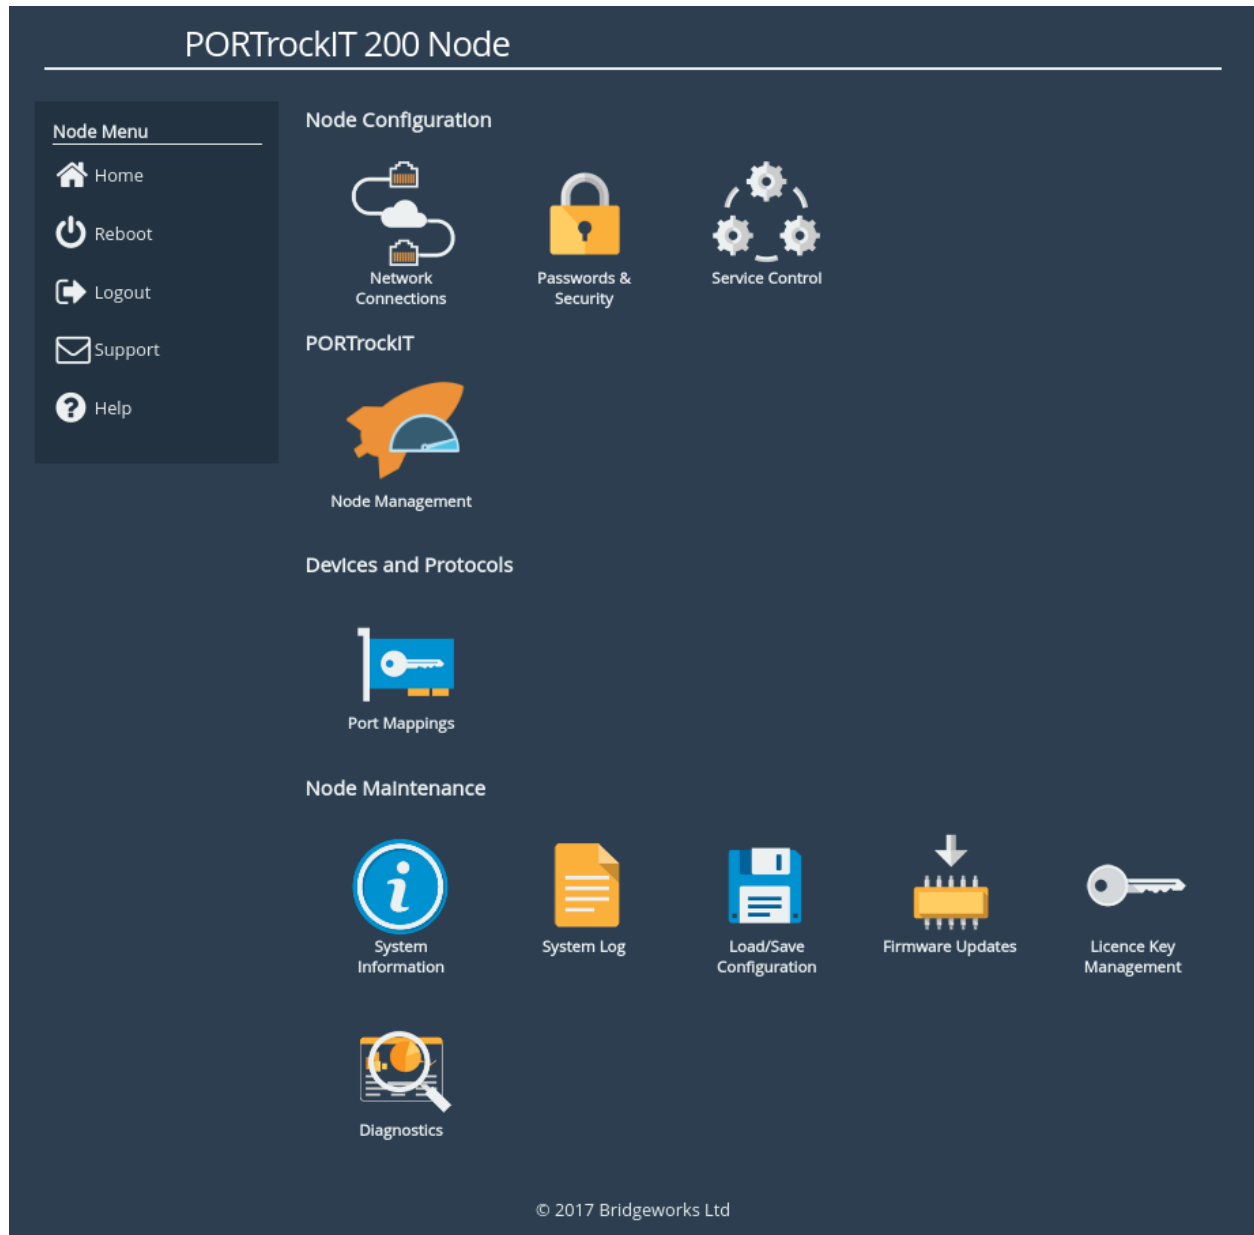 PORTrockIT 200 Node
Node Menu
Home
Reboot
Logout
Support
Help
Node Configuration
Network
Connections
Passwords &
Security
Service Control
PORTrockIT
Node Management
Devices and Protocols
Port Mappings
Node Maintenance
System
Information
System Log
Load/Save
Configuration
Firmware Updates
Licence Key
Management
Diagnostics
© 2017 Bridgeworks Ltd